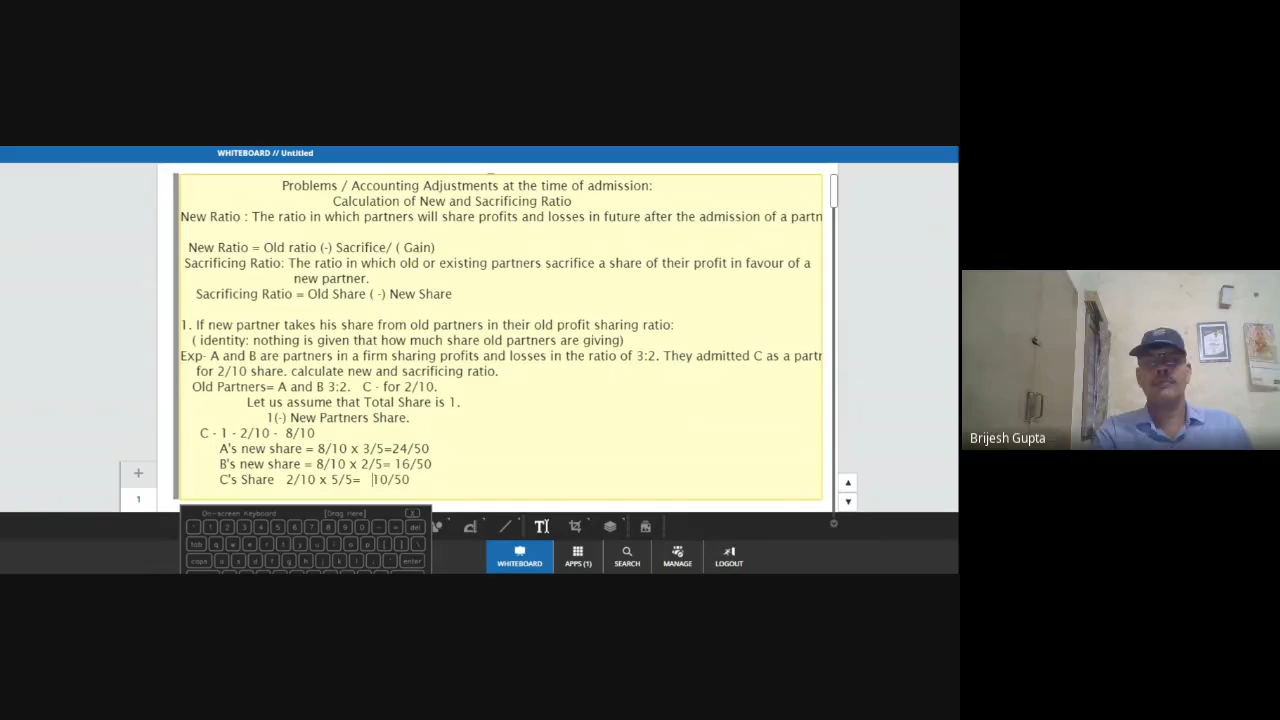 WHITEBOARD // Untitled
Problems / Accounting Adjustments at the time of admission:
Calculation of New and Sacrificing Ratio
New Ratio : The ratio in which partners will share profits and losses in future after the admission of a partn
New Ratio = Old ratio (-) Sacrifice/ ( Gain)
Sacrificing Ratio: The ratio in which old or existing partners sacrifice a share of their profit in favour of a
new partner.
Sacrificing Ratio = Old Share ( -) New Share
1. If new partner takes his share from old partners in their old profit sharing ratio:
( identity: nothing is given that how much share old partners are giving)
Exp- A and B are partners in a firm sharing profits and losses in the ratio of 3:2. They admitted C as a partr
for 2/10 share. calculate new and sacrificing ratio.
Old Partners= A and B 3:2. C - for 2/10.
Let us assume that Total Share is 1.
1(-) New Partners Share.
C - 1 - 2/10 - 8/10
A's new share = 8/10 x 3/5=24/50
B's new share = 8/10 x 2/5= 16/50
C's Share 2/10 x 5/5= 10/50
1
On-screen Keyboard [Drag Here]
WHITEBOARD APPS (1) SEARCH MANAGE LOGOUT
Brijesh Gupta